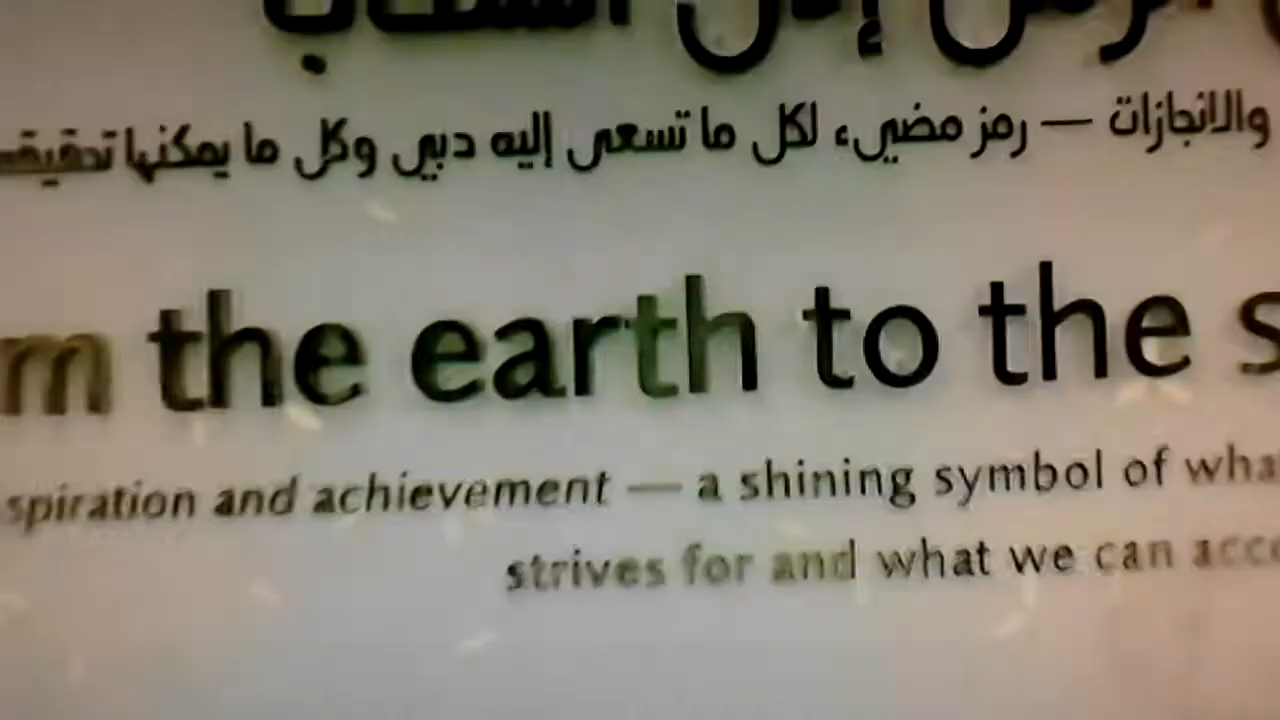 والانجازات — رمز مضيء، لكل ما تسعى إليه دبي وكل ما يمكنها
the earth to the
and achievement — a shining symbol of
strives for and what we can